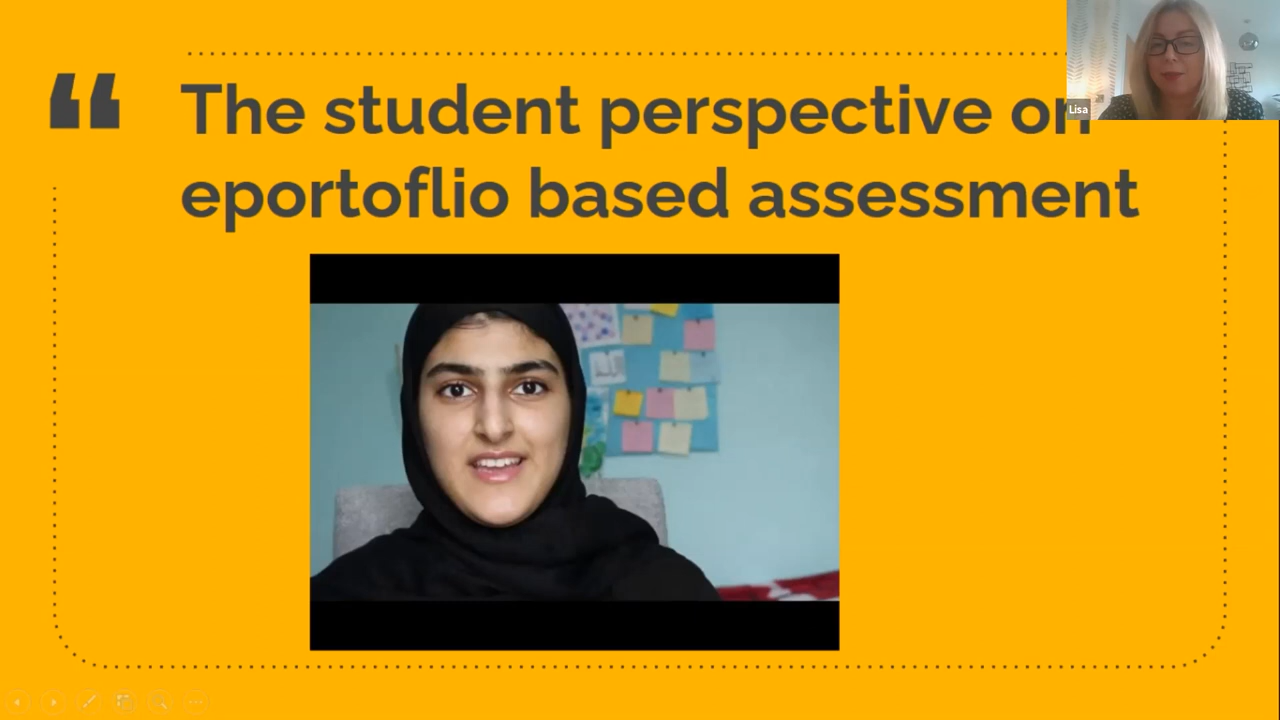 “
The student perspective on
eportoflio based assessment
Lisa